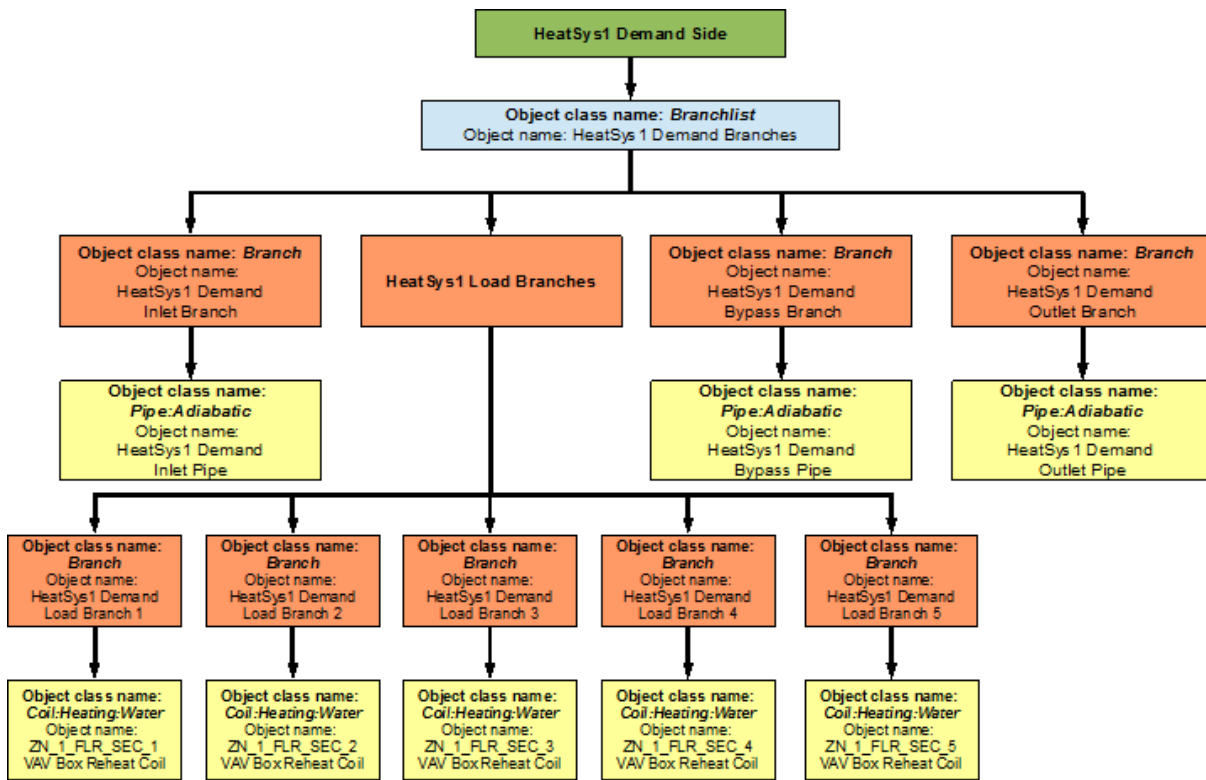 HeatSys1 Demand Side
Object class name: Branchlist
Object name: HeatSys1 Demand Branches
Object class name: Branch
Object name:
HeatSys1 Demand
Inlet Branch
HeatSys1 Load Branches
Object class name: Branch
Object name:
HeatSys1 Demand
Bypass Branch
Object class name: Branch
Object name:
HeatSys1 Demand
Outlet Branch
Object class name:
Pipe:Adiabatic
Object name:
HeatSys1 Demand
Inlet Pipe
Object class name:
Pipe:Adiabatic
Object name:
HeatSys1 Demand
Bypass Pipe
Object class name:
Pipe:Adiabatic
Object name:
HeatSys1 Demand
Outlet Pipe
Object class name:
Branch
Object name:
HeatSys1 Demand
Load Branch 1
Object class name:
Branch
Object name:
HeatSys1 Demand
Load Branch 2
Object class name:
Branch
Object name:
HeatSys1 Demand
Load Branch 3
Object class name:
Branch
Object name:
HeatSys1 Demand
Load Branch 4
Object class name:
Branch
Object name:
HeatSys1 Demand
Load Branch 5
Object class name:
Coil:Heating:Water
Object name:
ZN_1_FLR_SEC_1
VAV Box Reheat Coil
Object class name:
Coil:Heating:Water
Object name:
ZN_1_FLR_SEC_2
VAV Box Reheat Coil
Object class name:
Coil:Heating:Water
Object name:
ZN_1_FLR_SEC_3
VAV Box Reheat Coil
Object class name:
Coil:Heating:Water
Object name:
ZN_1_FLR_SEC_4
VAV Box Reheat Coil
Object class name:
Coil:Heating:Water
Object name:
ZN_1_FLR_SEC_5
VAV Box Reheat Coil